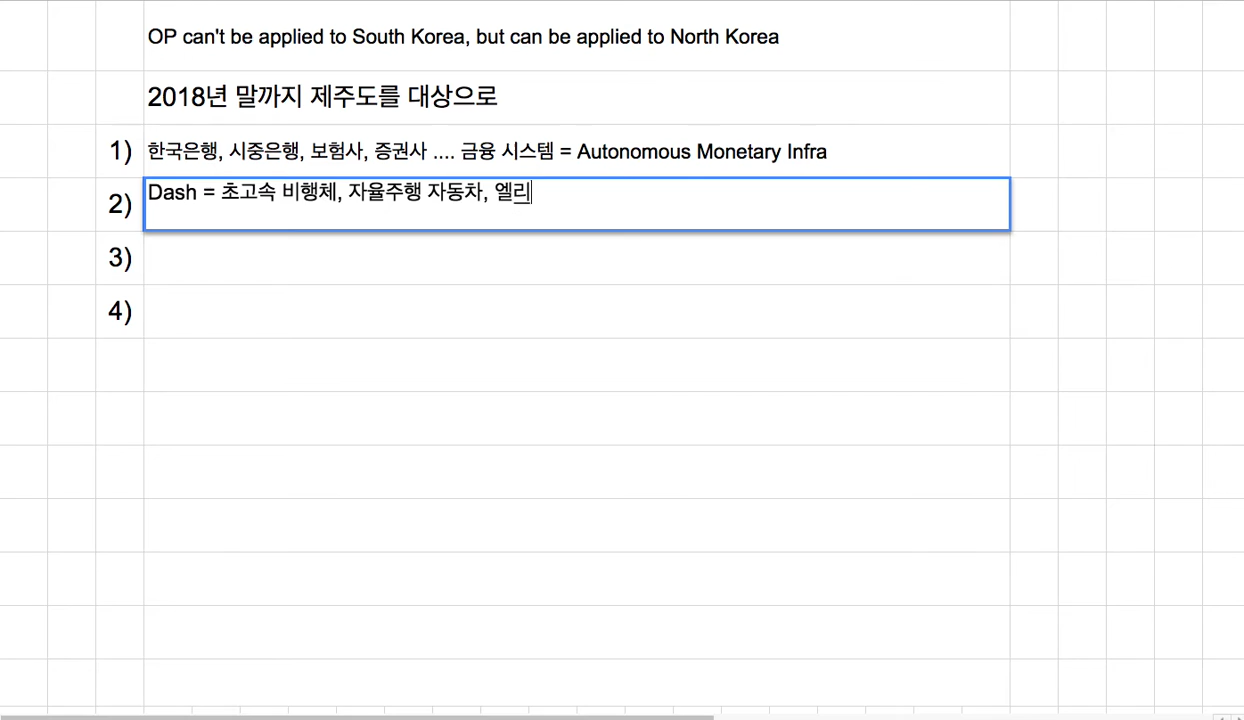 OP can't be applied to South Korea, but can be applied to North Korea
2018년 말까지 제주도를 대상으로
1) 한국은행, 시중은행, 보험사, 증권사 .... 금융 시스템 = Autonomous Monetary Infra
2) Dash = 초고속 비행체, 자율주행 자동차, 엘리
3)
4)